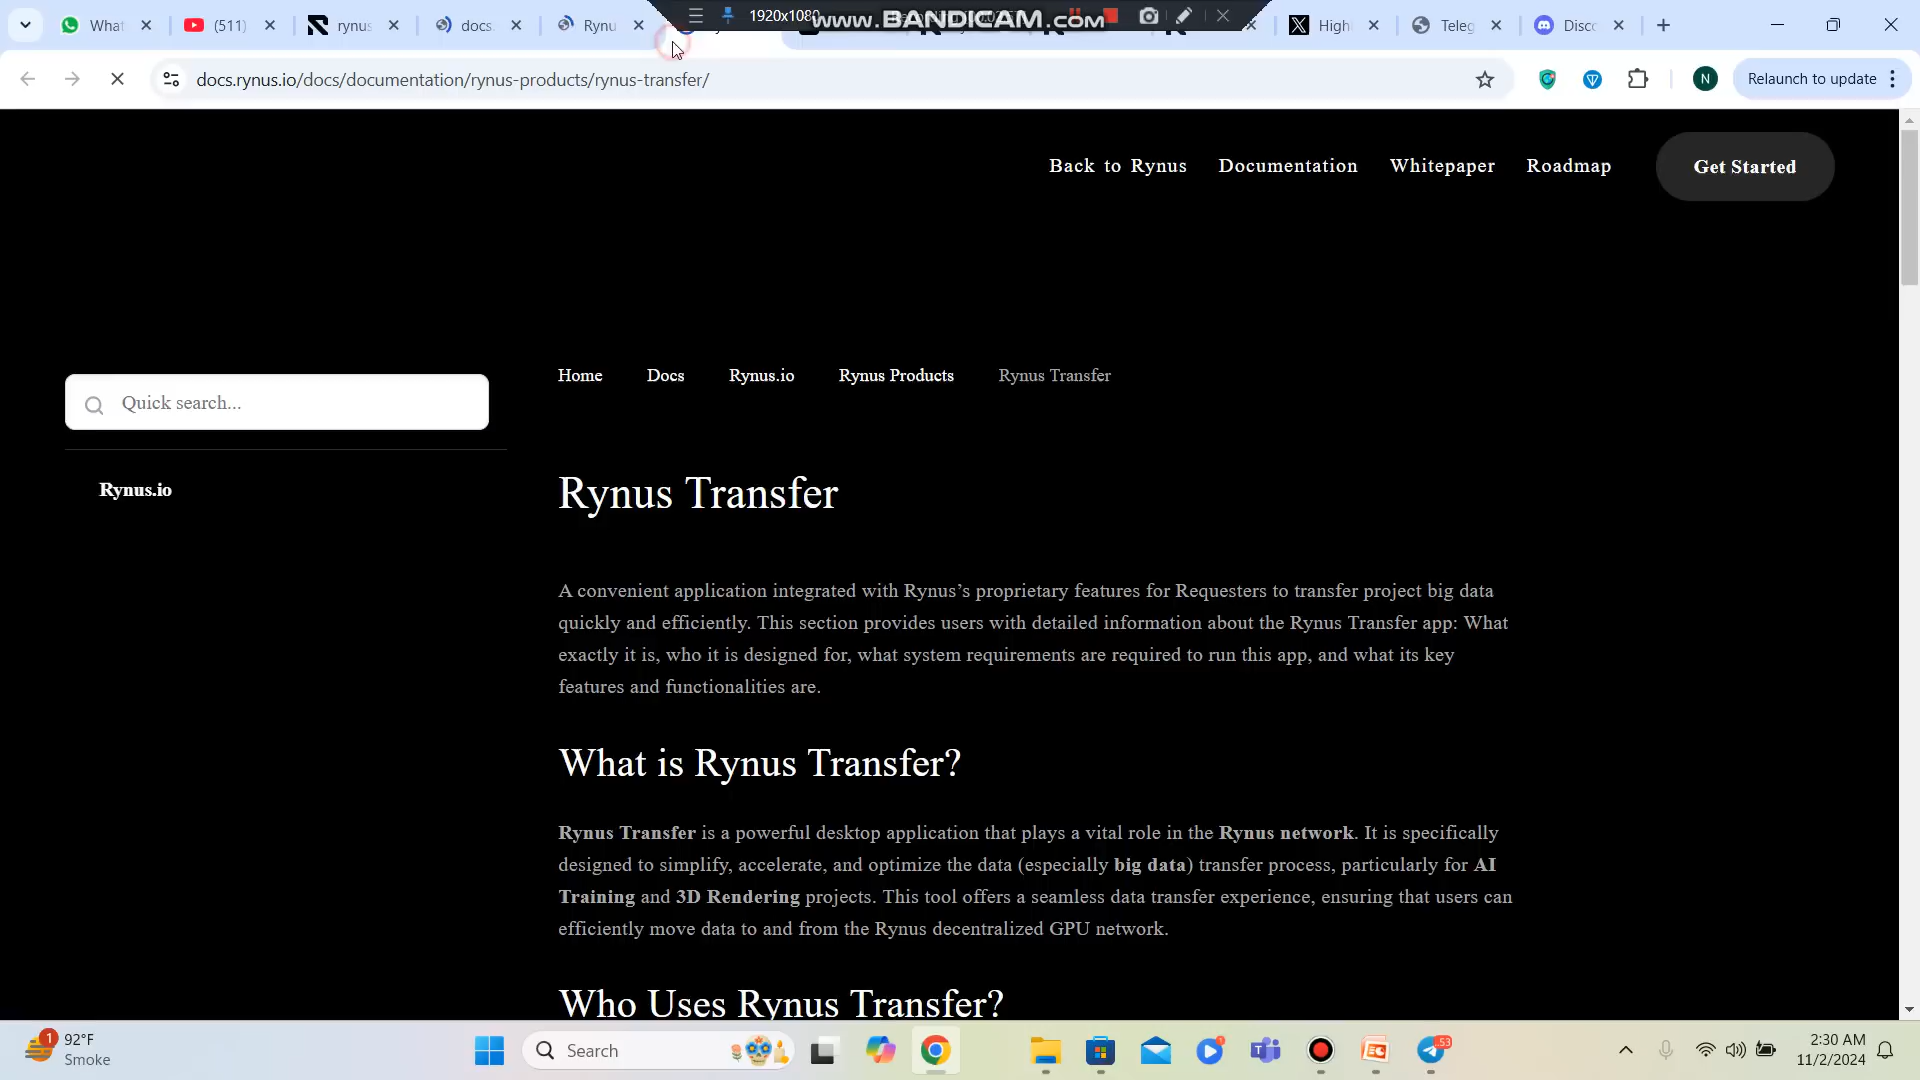 What
(511)
rynus
docs.
Rynu
1920x1080
www.BANDICAM.com
High
Teleg
Disco
docs.rynus.io/docs/documentation/rynus-products/rynus-transfer/
N
Relaunch to update
Back to Rynus
Documentation
Whitepaper
Roadmap
Get Started
Quick search...
Rynus.io
Home
Docs
Rynus.io
Rynus Products
Rynus Transfer
Rynus Transfer
A convenient application integrated with Rynus’s proprietary features for Requesters to transfer project big data
quickly and efficiently. This section provides users with detailed information about the Rynus Transfer app: What
exactly it is, who it is designed for, what system requirements are required to run this app, and what its key
features and functionalities are.
What is Rynus Transfer?
Rynus Transfer is a powerful desktop application that plays a vital role in the Rynus network. It is specifically
designed to simplify, accelerate, and optimize the data (especially big data) transfer process, particularly for AI
Training and 3D Rendering projects. This tool offers a seamless data transfer experience, ensuring that users can
efficiently move data to and from the Rynus decentralized GPU network.
Who Uses Rynus Transfer?
1
92°F
Smoke
Search
53
2:30 AM
11/2/2024